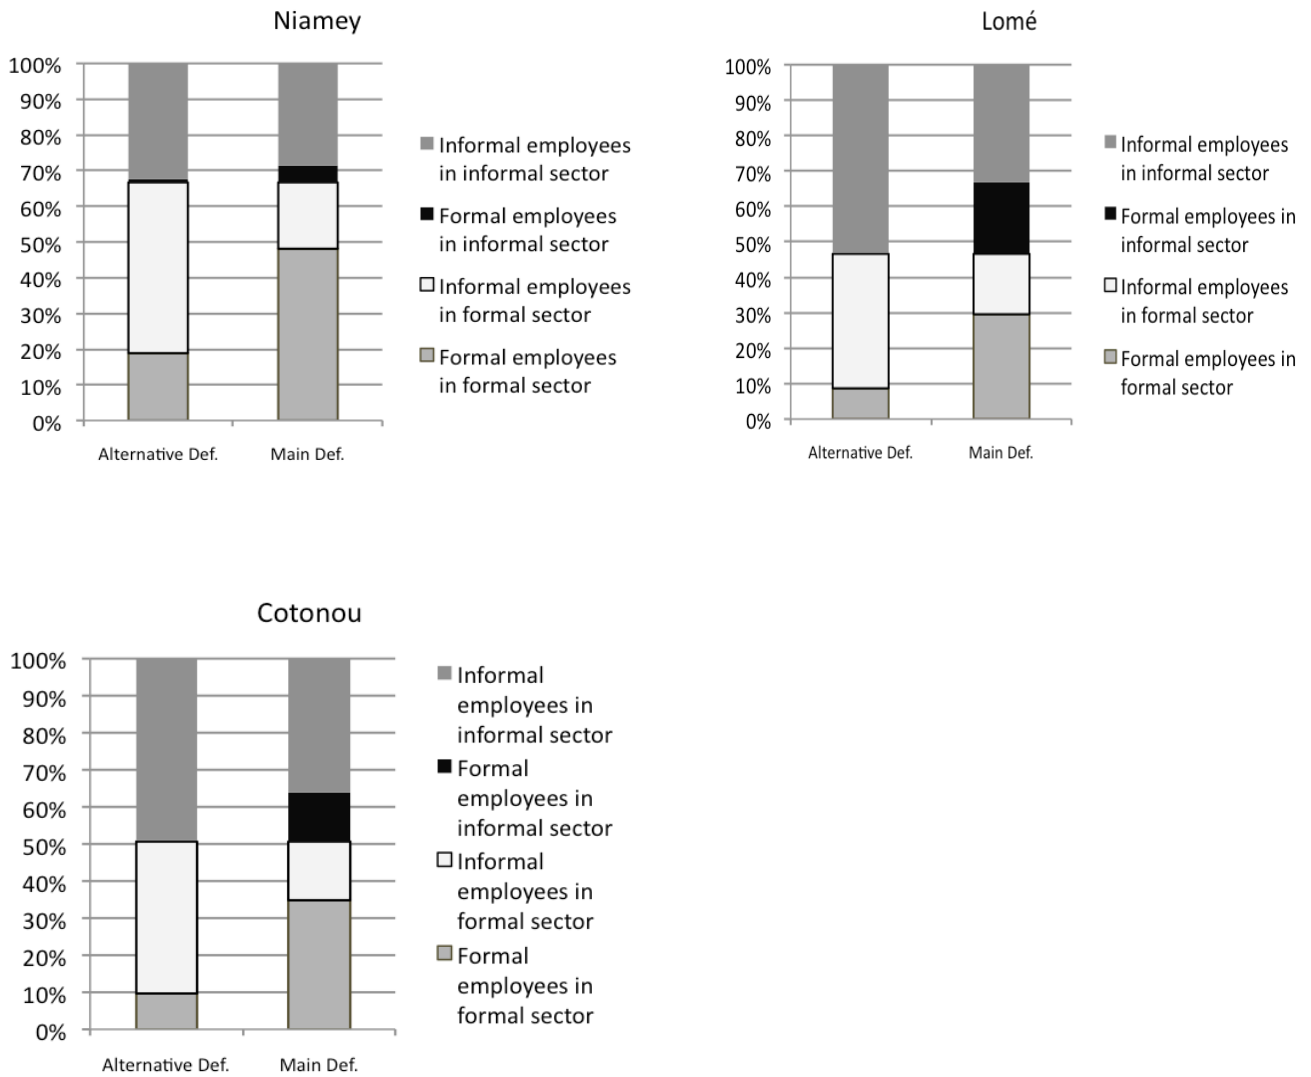 Niamey
100%
90%
80%
70%
60%
50%
40%
30%
20%
10%
0%
Alternative Def.
Main Def.
Informal employees
in informal sector
Formal employees
in informal sector
Informal employees
in formal sector
Formal employees
in formal sector
Lomé
100%
90%
80%
70%
60%
50%
40%
30%
20%
10%
0%
Alternative Def.
Main Def.
Informal employees
in informal sector
Formal employees in
informal sector
Informal employees
in formal sector
Formal employees in
formal sector
Cotonou
100%
90%
80%
70%
60%
50%
40%
30%
20%
10%
0%
Alternative Def.
Main Def.
Informal
employees in
informal sector
Formal
employees in
informal sector
Informal
employees in
formal sector
Formal
employees in
formal sector